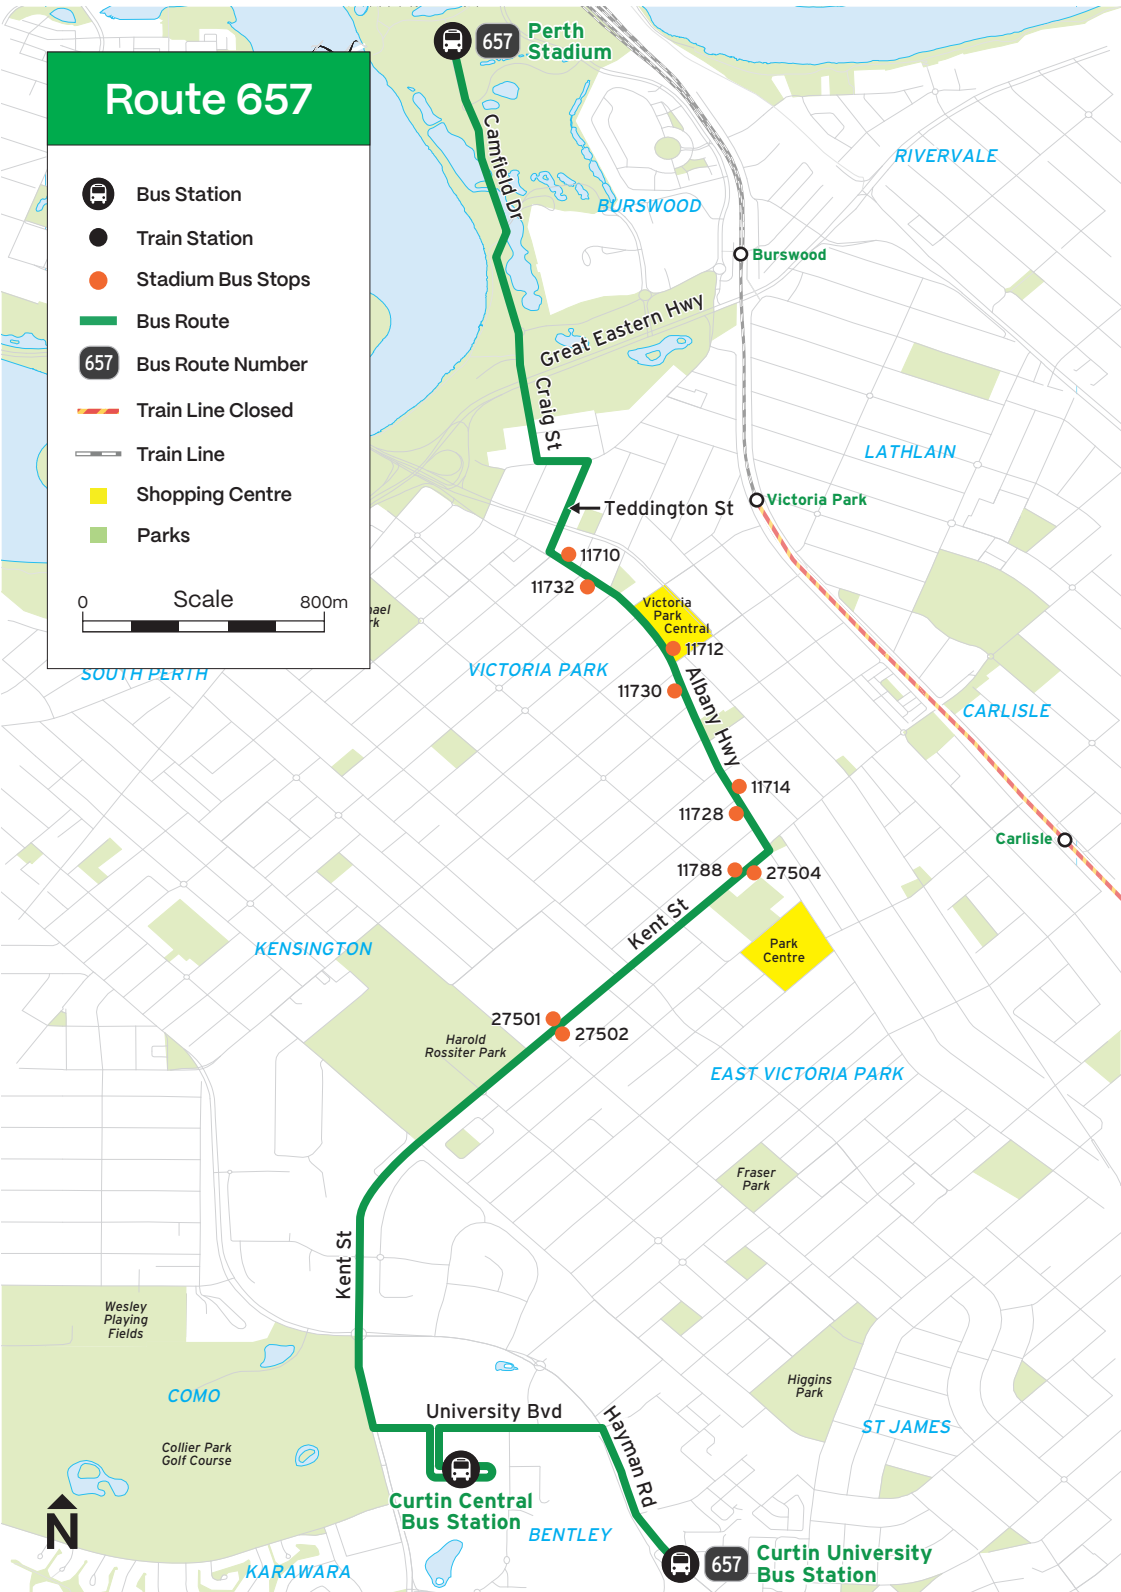 657
Perth
Stadium
Route 657
Bus Station
Train Station
Stadium Bus Stops
Bus Route
657
Bus Route Number
Train Line Closed
Train Line
Shopping Centre
Parks
0
Scale
800m
Camfield Dr
BURSWOOD
RIVERVALE
Burswood
Great Eastern Hwy
Craig St
LATHLAIN
Victoria Park
Teddington St
11710
11732
Victoria
Park
Central
11712
SOUTH PERTH
VICTORIA PARK
11730
Albany Hwy
CARLISLE
11714
11728
Carlisle
11788
27504
Kent St
Park
Centre
KENSINGTON
27501
27502
Harold
Rossiter Park
EAST VICTORIA PARK
Fraser
Park
Kent St
Wesley
Playing
Fields
COMO
Higgins
Park
University Bvd
Hayman Rd
ST JAMES
Collier Park
Golf Course
Curtin Central
Bus Station
N
BENTLEY
KARAWARA
657
Curtin University
Bus Station